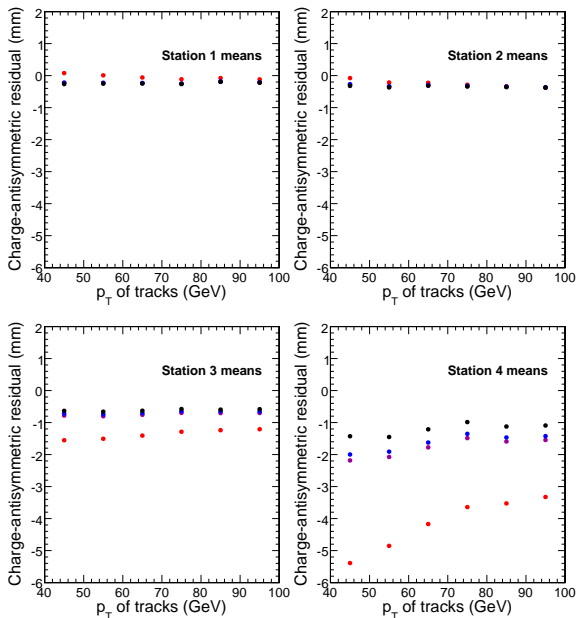 Charge-antisymmetric residual (mm)
2
1
0
-1
-2
-3
-4
-5
-6
Station 1 means
40 50 60 70 80 90 100
p_T of tracks (GeV)
Charge-antisymmetric residual (mm)
2
1
0
-1
-2
-3
-4
-5
-6
Station 2 means
40 50 60 70 80 90 100
p_T of tracks (GeV)
Charge-antisymmetric residual (mm)
2
1
0
-1
-2
-3
-4
-5
-6
Station 3 means
40 50 60 70 80 90 100
p_T of tracks (GeV)
Charge-antisymmetric residual (mm)
2
1
0
-1
-2
-3
-4
-5
-6
Station 4 means
40 50 60 70 80 90 100
p_T of tracks (GeV)